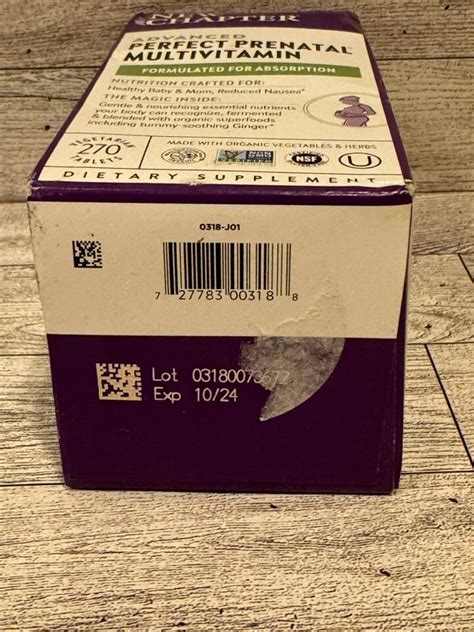 CHAPTER
ADVANCED
PERFECT PRENATAL
MULTIVITAMIN
FORMULATED FOR ABSORPTION
NUTRITION CRAFTED FOR:
Healthy Baby & Mom, Reduced Nausea*
THE MAGIC INSIDE:
Gentle & nourishing essential nutrients
your body can recognize, fermented
& blended with organic superfoods
including tummy-soothing Ginger*
VEGETARIAN
270
TABLETS
MADE WITH ORGANIC VEGETABLES & HERBS
NSF
U
DIETARY SUPPLEMENT
0318-J01
7 27783 00318 8
Lot 0318007
Exp 10/24